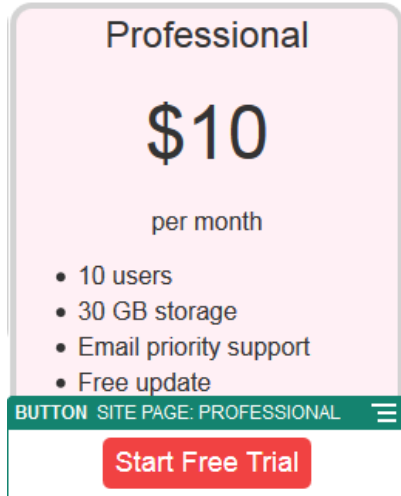 Professional
$10
per month
• 10 users
• 30 GB storage
• Email priority support
• Free update
BUTTON SITE PAGE: PROFESSIONAL
Start Free Trial